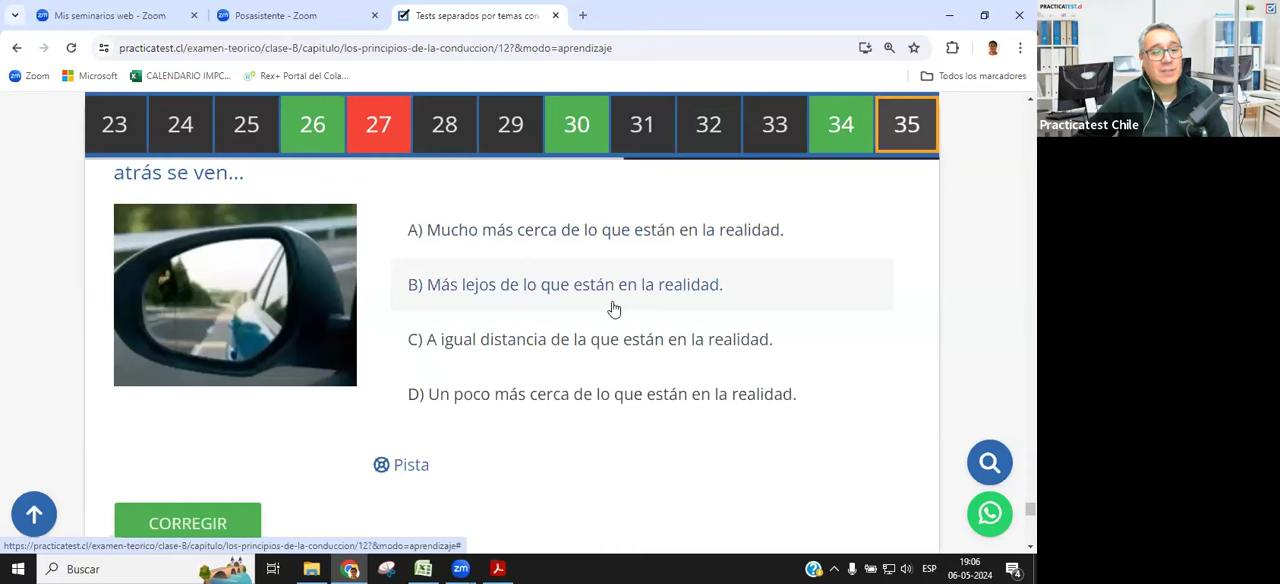 Mis seminarios web - Zoom
Posasistente - Zoom
Tests separados por temas con
practicatest.cl/examen-teorico/clase-B/capitulo/los-principios-de-la-conduccion/12?&modo=aprendizaje
Zoom
Microsoft
CALENDARIO IMPC...
Rex+ Portal del Cola...
Todos los marcadores
23 24 25 26 27 28 29 30 31 32 33 34 35
atrás se ven...
A) Mucho más cerca de lo que están en la realidad.
B) Más lejos de lo que están en la realidad.
C) A igual distancia de la que están en la realidad.
D) Un poco más cerca de lo que están en la realidad.
Pista
CORREGIR
https://practicatest.cl/examen-teorico/clase-B/capitulo/los-principios-de-la-conduccion/12?&modo=aprendizaje#
Buscar
ESP
19:06
06-05-2024
4
PRACTICATEST.CL
Practicatest Chile